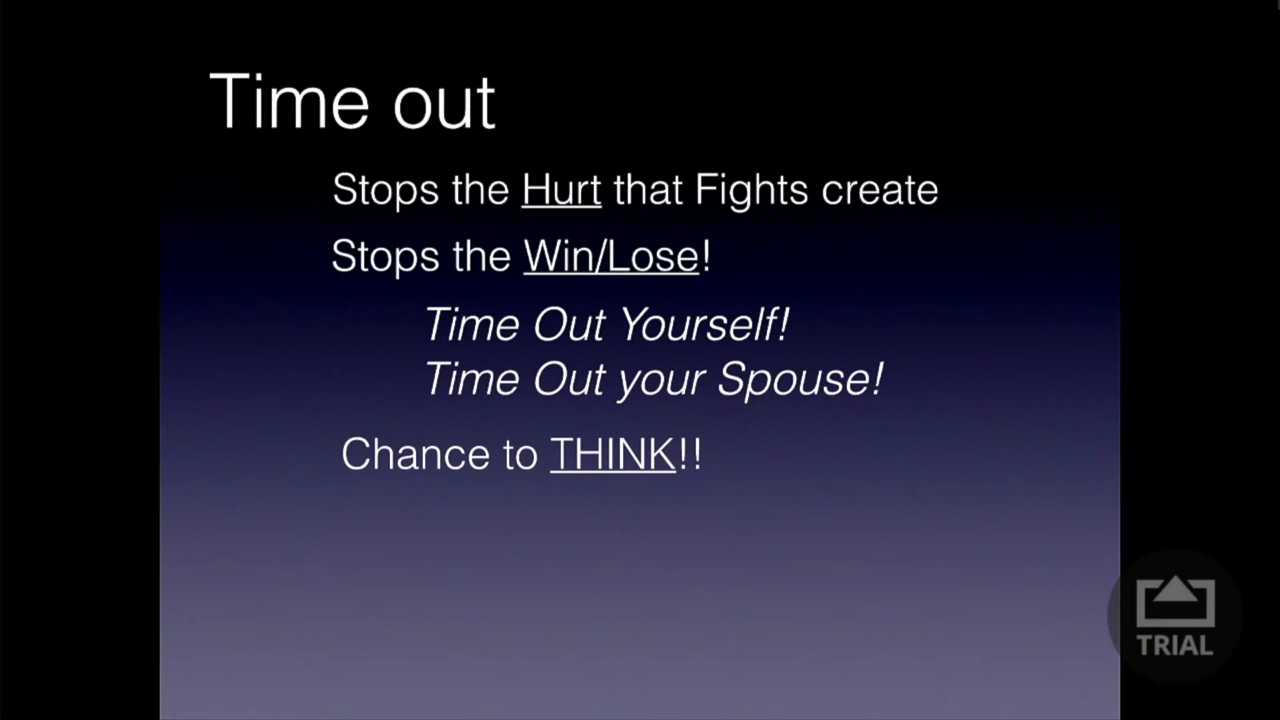 Time out
Stops the Hurt that Fights create
Stops the Win/Lose!
Time Out Yourself!
Time Out your Spouse!
Chance to THINK!!
TRIAL